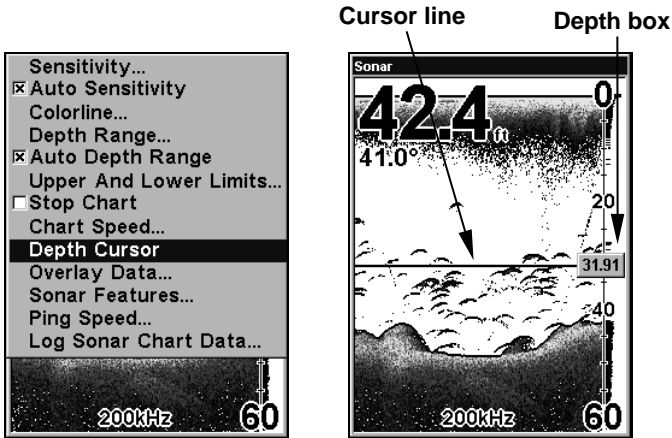 Cursor line
Depth box
Sensitivity...
Auto Sensitivity
Colorline...
Depth Range...
Auto Depth Range
Upper And Lower Limits...
Stop Chart
Chart Speed...
Depth Cursor
Overlay Data...
Sonar Features...
Ping Speed...
Log Sonar Chart Data...
200kHz
60
Sonar
42.4 ft
41.0°
0
20
31.91
40
200kHz
60